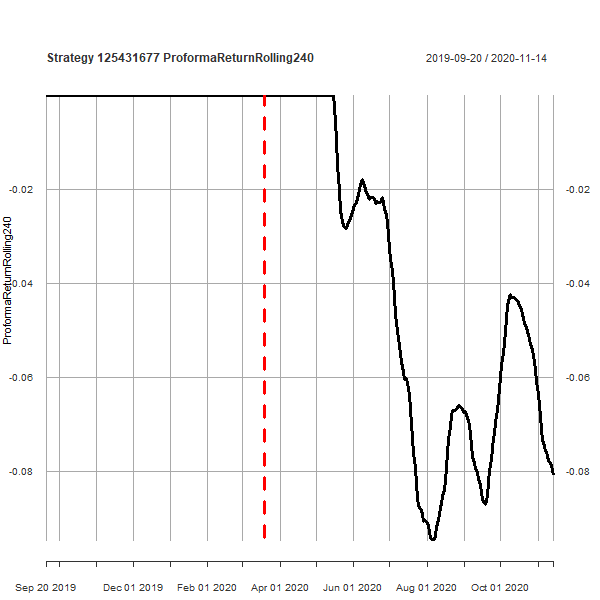 Strategy 125431677 ProformaReturnRolling240
2019-09-20 / 2020-11-14
ProformaReturnRolling240
-0.02
-0.02
-0.04
-0.04
-0.06
-0.06
-0.08
-0.08
Sep 20 2019
Dec 01 2019
Feb 01 2020
Apr 01 2020
Jun 01 2020
Aug 01 2020
Oct 01 2020